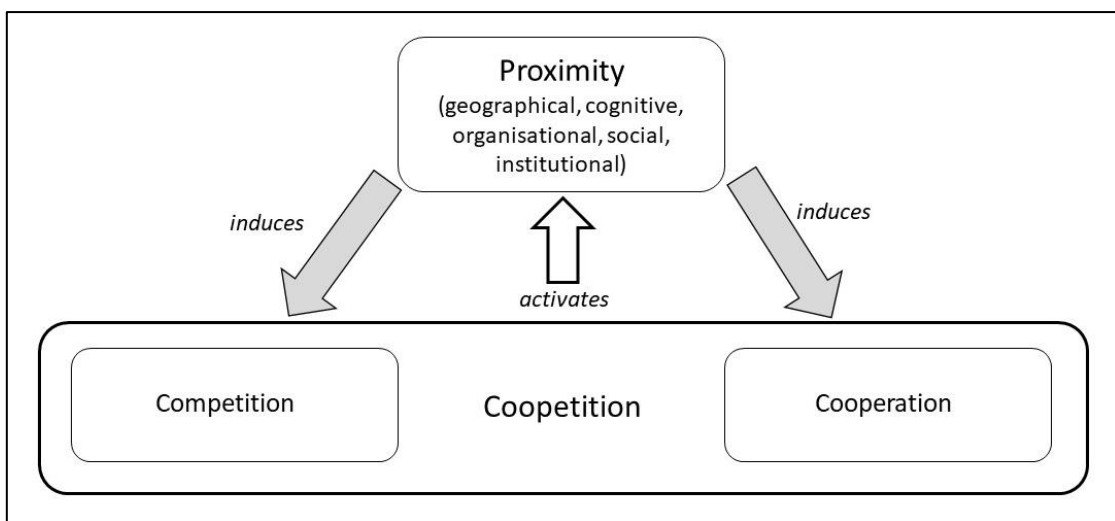 Proximity
(geographical, cognitive,
organisational, social,
institutional)
induces
induces
activates
Competition
Coopetition
Cooperation